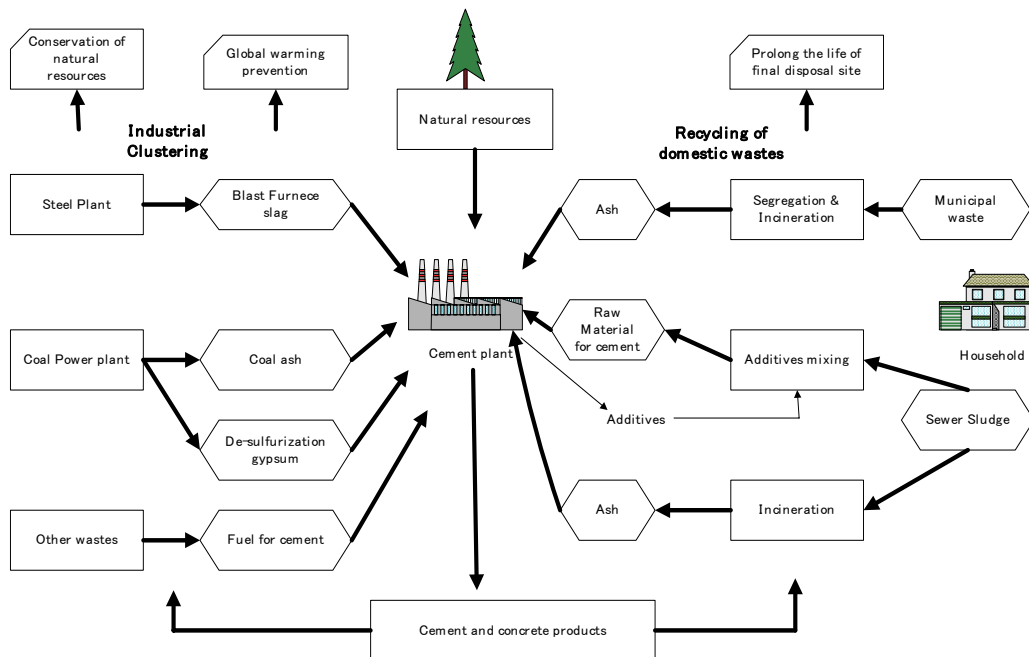 Conservation of
natural
resources
Global warming
prevention
Natural resources
Prolong the life of
final disposal site
Industrial
Clustering
Recycling of
domestic wastes
Steel Plant
Blast Furnece
slag
Ash
Segregation &
Incineration
Municipal
waste
Coal Power plant
Coal ash
Cement plant
Raw
Material
for cement
Additives mixing
Household
Additives
Sewer Sludge
De-sulfurization
gypsum
Other wastes
Fuel for cement
Ash
Incineration
Cement and concrete products